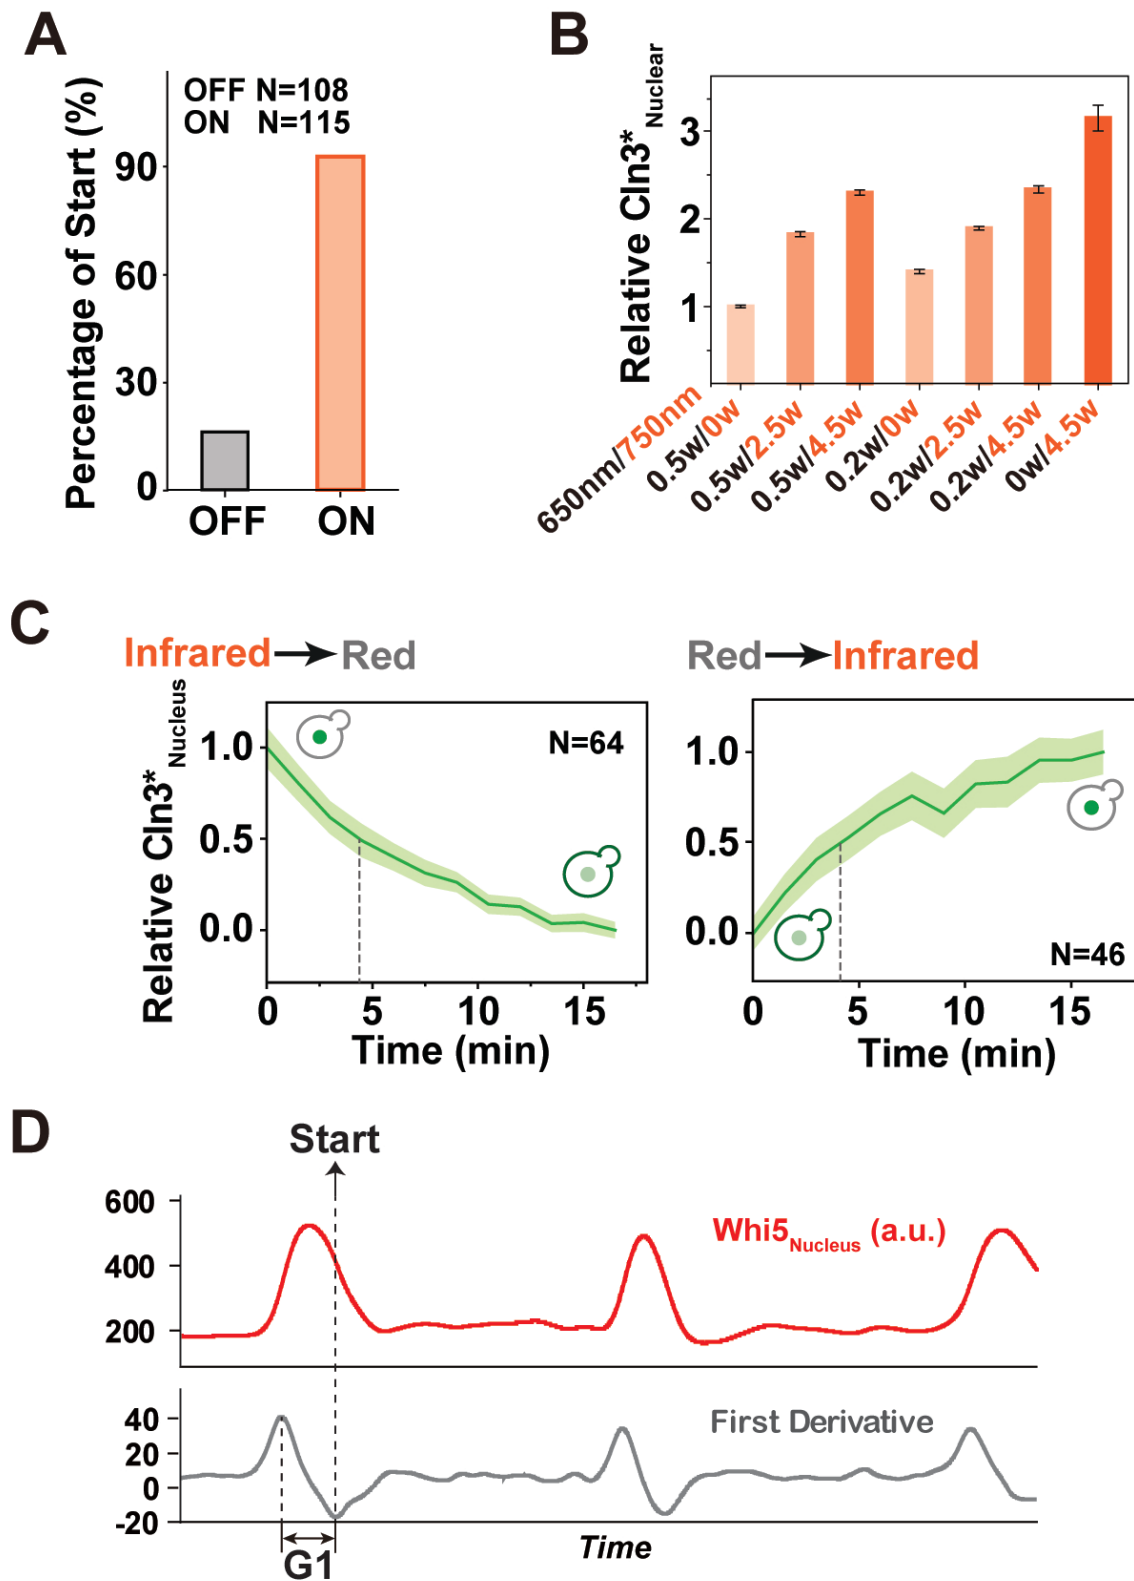 A
Percentage of Start (%)
OFF N=108
ON N=115
90
60
30
0
OFF
ON
B
Relative Cln3*Nuclear
3
2
1
650nm/750nm
0.5w/0w
0.5w/2.5w
0.5w/4.5w
0.2w/0w
0.2w/2.5w
0.2w/4.5w
0w/4.5w
C
Infrared Red
Relative Cln3*Nucleus
1.0
0.5
0.0
N=64
0 5 10 15
Time (min)
Red Infrared
1.0
0.5
0.0
N=46
0 5 10 15
Time (min)
D
Start
600
400
200
Whi5Nucleus (a.u.)
40
20
0
-20
First Derivative
G1
Time